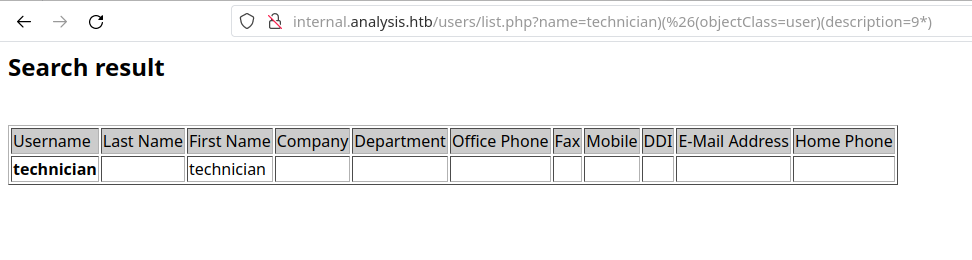 internal.analysis.htb/users/list.php?name=technician)(%26(objectClass=user)(description=9*)
Search result
Username Last Name First Name Company Department Office Phone Fax Mobile DDI E-Mail Address Home Phone
technician technician